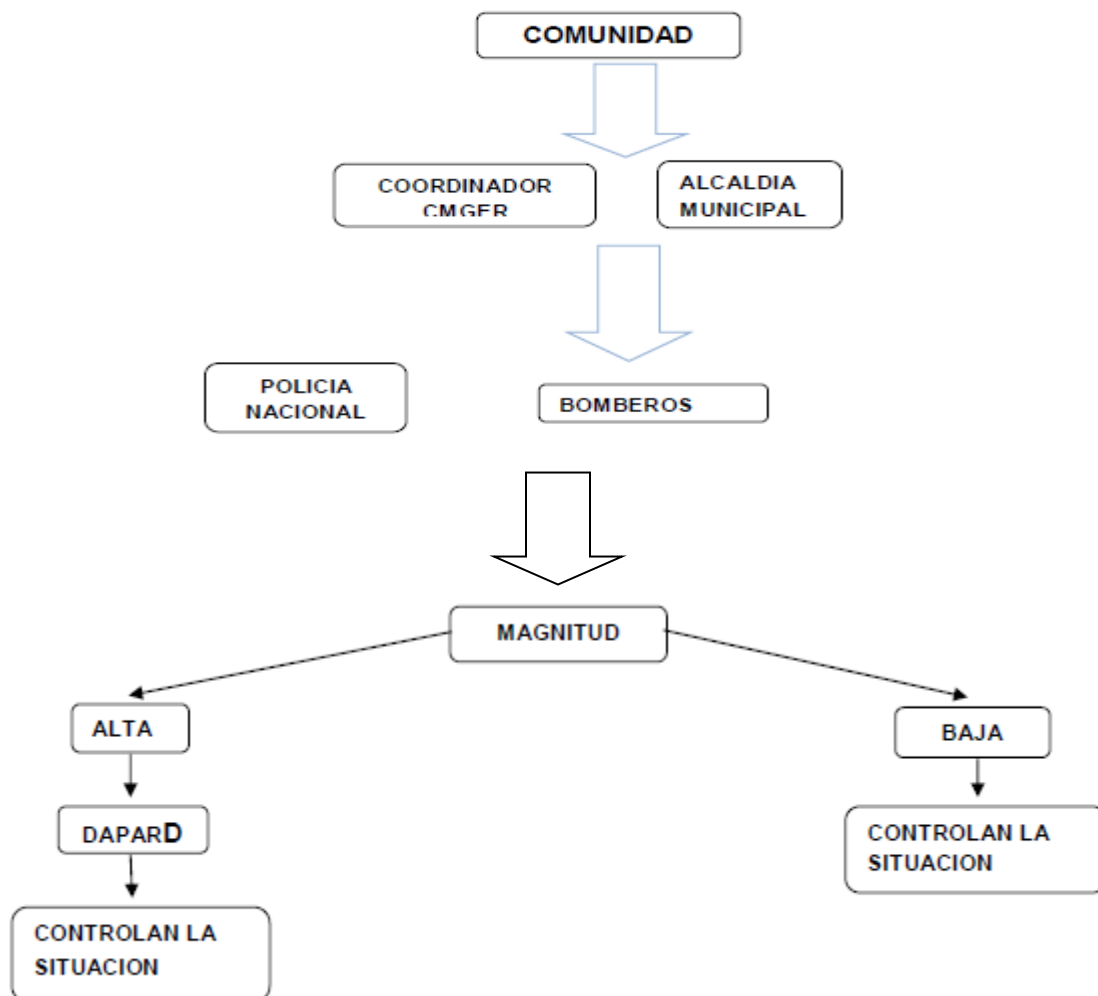 COMUNIDAD
COORDINADOR
CMGER
ALCALDIA
MUNICIPAL
POLICIA
NACIONAL
BOMBEROS
MAGNITUD
ALTA
BAJA
DAPARD
CONTROLAN LA
SITUACION
CONTROLAN LA
SITUACION